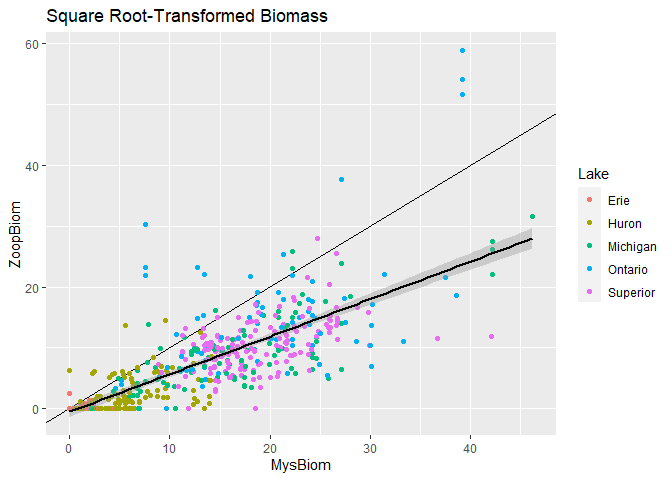 Square Root-Transformed Biomass
60
40
20
0
ZoopBiom
0
10
20
30
40
MysBiom
Lake
Erie
Huron
Michigan
Ontario
Superior